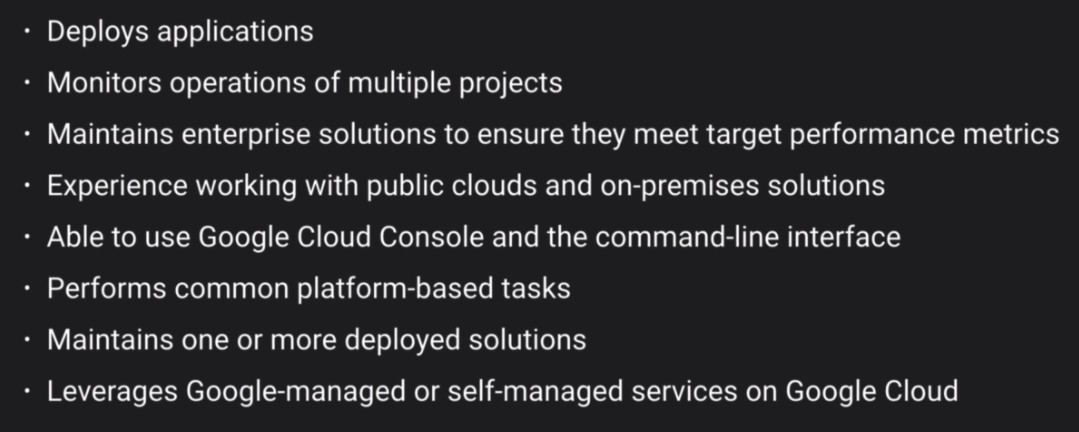 · Deploys applications
· Monitors operations of multiple projects
· Maintains enterprise solutions to ensure they meet target performance metrics
· Experience working with public clouds and on-premises solutions
· Able to use Google Cloud Console and the command-line interface
· Performs common platform-based tasks
· Maintains one or more deployed solutions
· Leverages Google-managed or self-managed services on Google Cloud